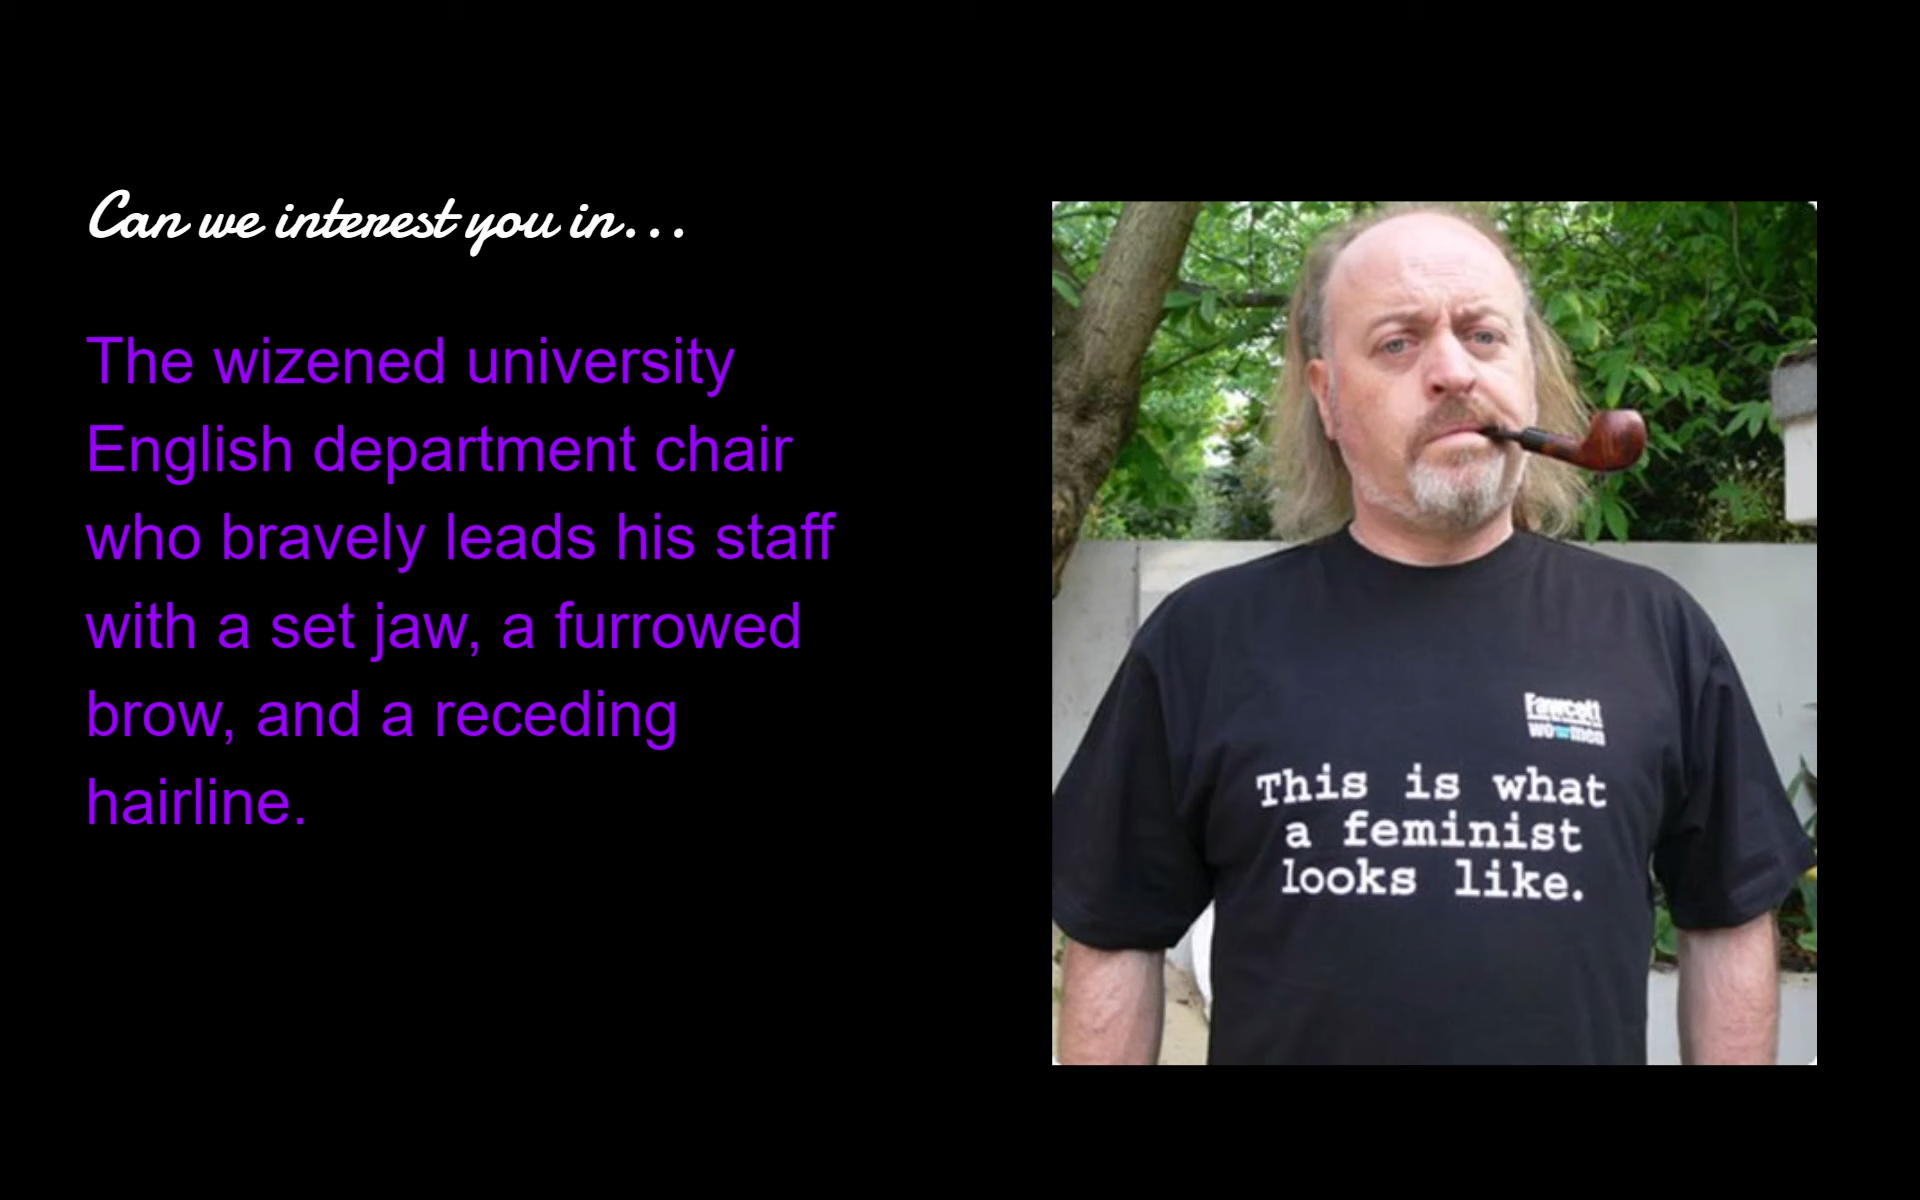 Can we interest you in...
The wizened university
English department chair
who bravely leads his staff
with a set jaw, a furrowed
brow, and a receding
hairline.
Fawcett
women
This is what
a feminist
looks like.